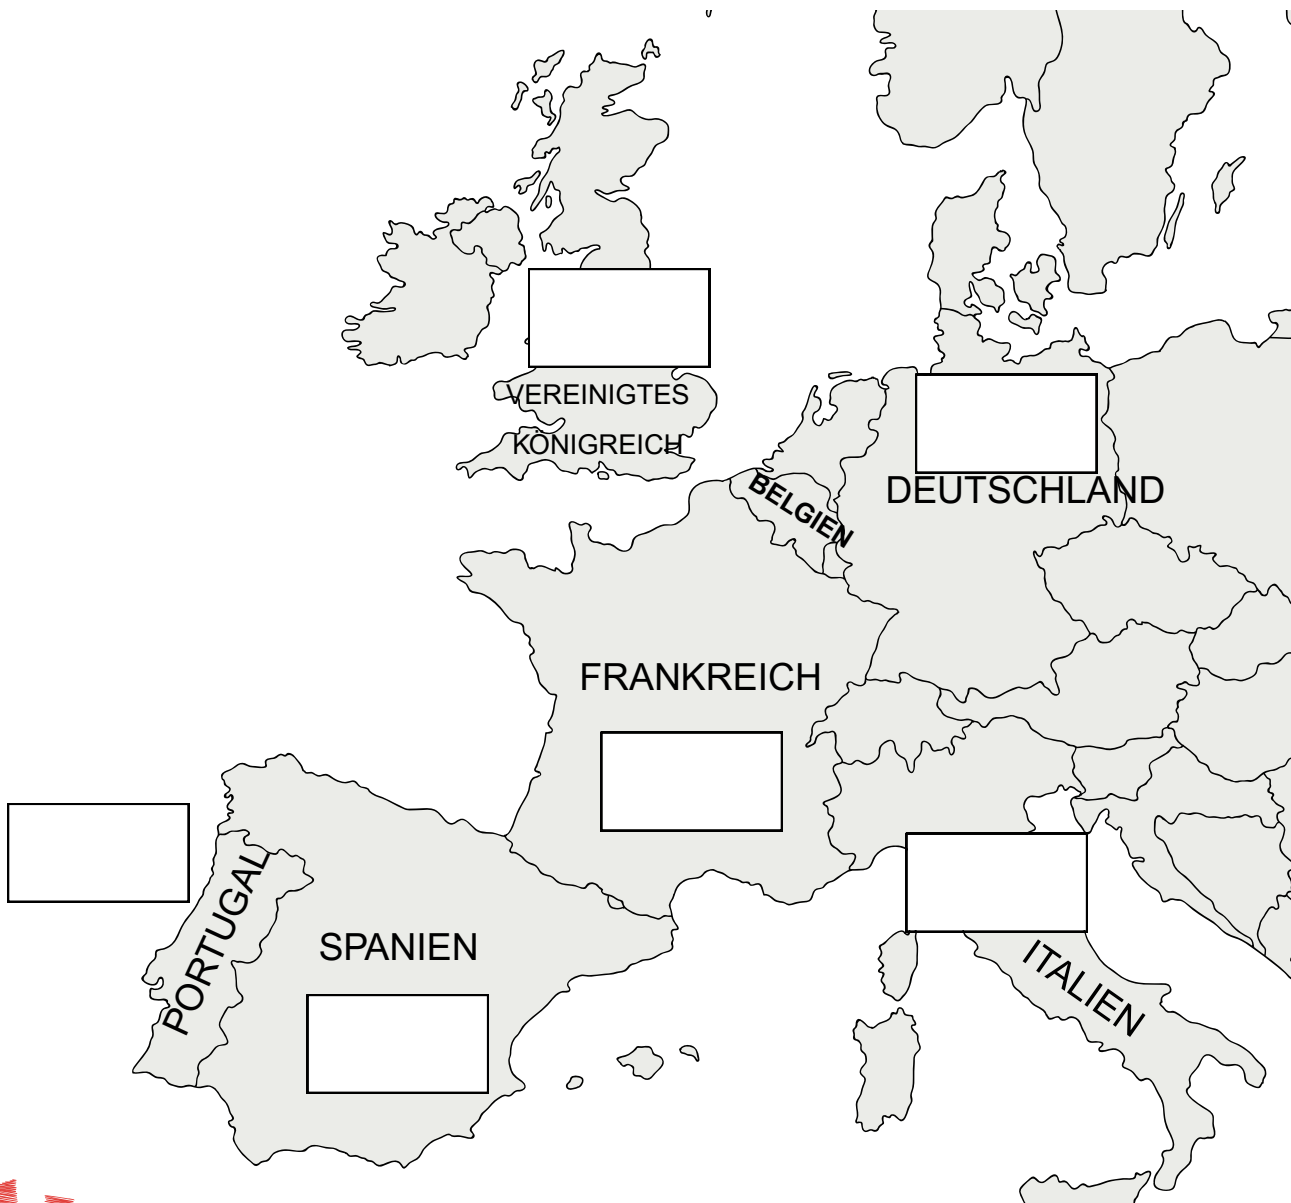 VEREINIGTES
KÖNIGREICH
BELGIEN
DEUTSCHLAND
FRANKREICH
PORTUGAL
SPANIEN
ITALIEN